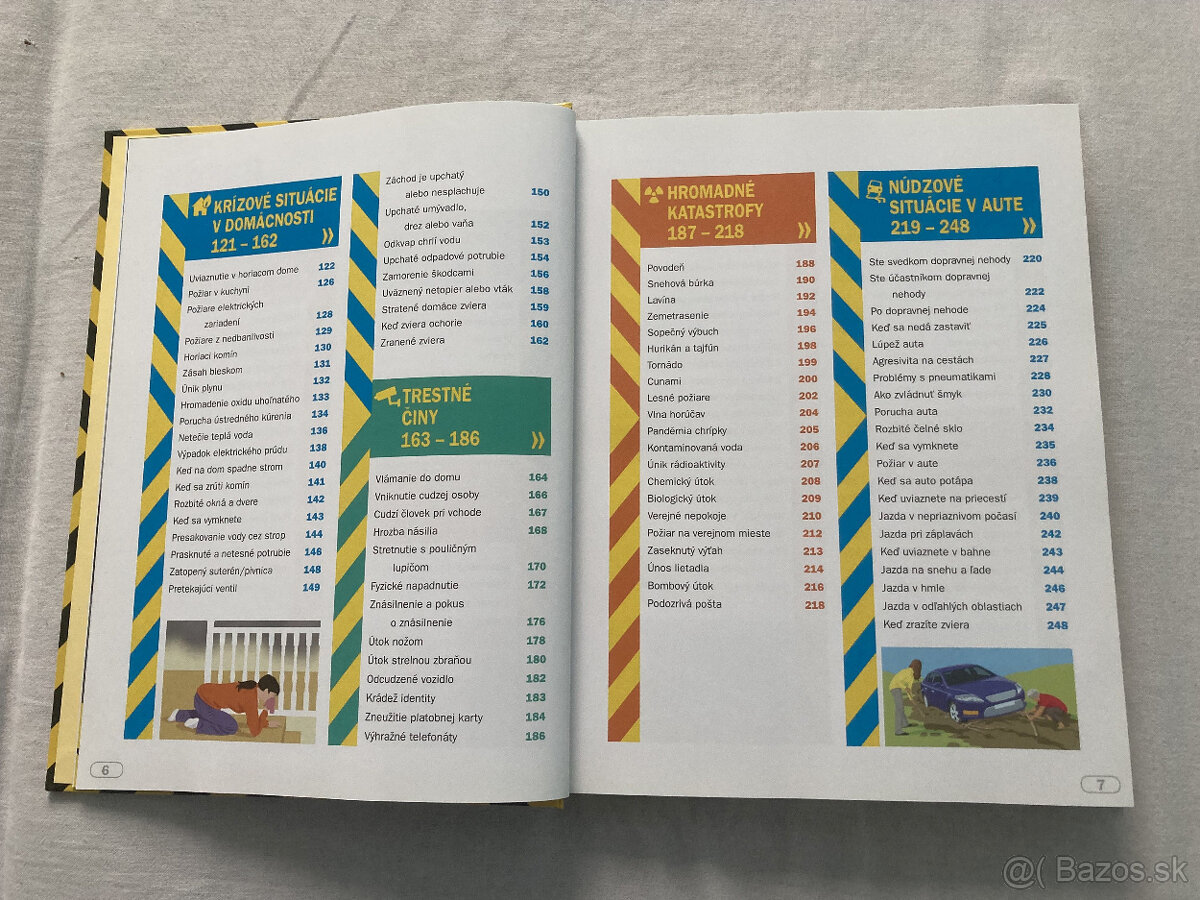 KRÍZOVÉ SITUÁCIE
V DOMÁCNOSTI
121 – 162
Uviaznutie v horiacom dome 122
Požiar v kuchyni 126
Požiare elektrických
zariadení 128
Požiare z nedbanlivosti 129
Horiaci komín 130
Zásah bleskom 131
Únik plynu 132
Hromadenie oxidu uhoľnatého 133
Porucha ústredného kúrenia 134
Netečie teplá voda 136
Výpadok elektrického prúdu 138
Keď na dom spadne strom 140
Keď sa zrúti komín 141
Rozbité okná a dvere 142
Keď sa vymknete 143
Presakovanie vody cez strop 144
Prasknuté a netesné potrubie 146
Zatopený suterén/pivnica 148
Pretekajúci ventil 149
Záchod je upchatý
alebo nesplachuje 150
Upchaté umývadlo,
drez alebo vaňa 152
Odkvap chrlí vodu 153
Upchaté odpadové potrubie 154
Zamorenie škodcami 156
Uväznený netopier alebo vták 158
Stratené domáce zviera 159
Keď zviera ochorie 160
Zranené zviera 162
TRESTNÉ
ČINY
163 – 186
Vlámanie do domu 164
Vniknutie cudzej osoby 166
Cudzí človek pri vchode 167
Hrozba násilia 168
Stretnutie s pouličným
lupičom 170
Fyzické napadnutie 172
Znásilnenie a pokus
o znásilnenie 176
Útok nožom 178
Útok strelnou zbraňou 180
Odcudzené vozidlo 182
Krádež identity 183
Zneužitie platobnej karty 184
Výhražné telefonáty 186
6
HROMADNÉ
KATASTROFY
187 – 218
Povodeň 188
Snehová búrka 190
Lavína 192
Zemetrasenie 194
Sopečný výbuch 196
Hurikán a tajfún 198
Tornádo 199
Cunami 200
Lesné požiare 202
Vlna horúčav 204
Pandémia chrípky 205
Kontaminovaná voda 206
Únik rádioaktivity 207
Chemický útok 208
Biologický útok 209
Verejné nepokoje 210
Požiar na verejnom mieste 212
Zaseknutý výťah 213
Únos lietadla 214
Bombový útok 216
Podozrivá pošta 218
NÚDZOVÉ
SITUÁCIE V AUTE
219 – 248
Ste svedkom dopravnej nehody 220
Ste účastníkom dopravnej
nehody 222
Po dopravnej nehode 224
Keď sa nedá zastaviť 225
Lúpež auta 226
Agresivita na cestách 227
Problémy s pneumatikami 228
Ako zvládnuť šmyk 230
Porucha auta 232
Rozbité čelné sklo 234
Keď sa vymknete 235
Požiar v aute 236
Keď sa auto potápa 238
Keď uviaznete na priecestí 239
Jazda v nepriaznivom počasí 240
Jazda pri záplavách 242
Keď uviaznete v bahne 243
Jazda na snehu a ľade 244
Jazda v hmle 246
Jazda v odľahlých oblastiach 247
Keď zrazíte zviera 248
7
@( Bazos.sk